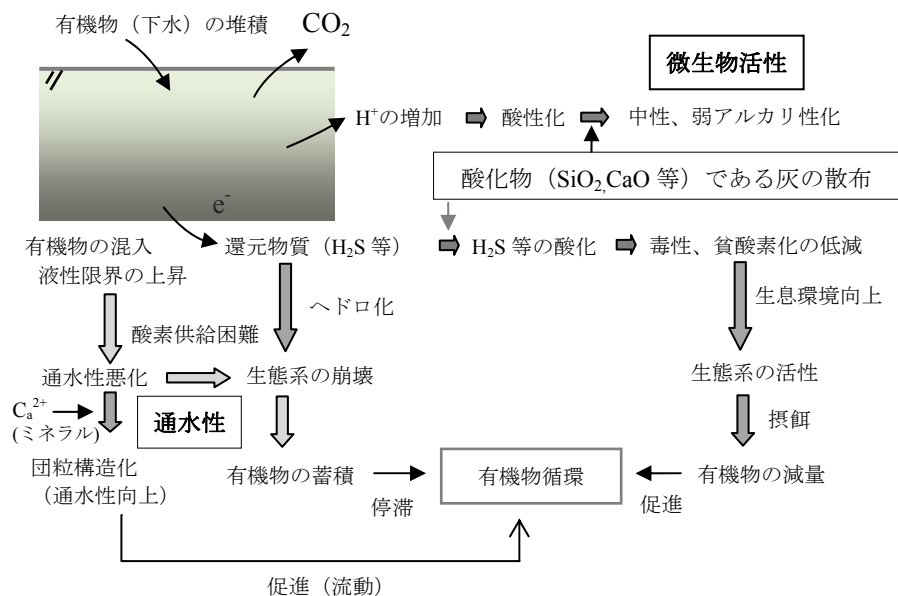 有機物（下水）の堆積
CO2
微生物活性
H+の増加
酸性化
中性、弱アルカリ性化
酸化物（SiO2,CaO 等）である灰の散布
e-
有機物の混入
液性限界の上昇
還元物質（H2S 等）
H2S 等の酸化
毒性、貧酸素化の低減
ヘドロ化
生息環境向上
酸素供給困難
通水性悪化
生態系の崩壊
生態系の活性
Ca2+
(ミネラル)
通水性
摂餌
団粒構造化
（通水性向上）
有機物の蓄積
停滞
有機物循環
促進
有機物の減量
促進（流動）